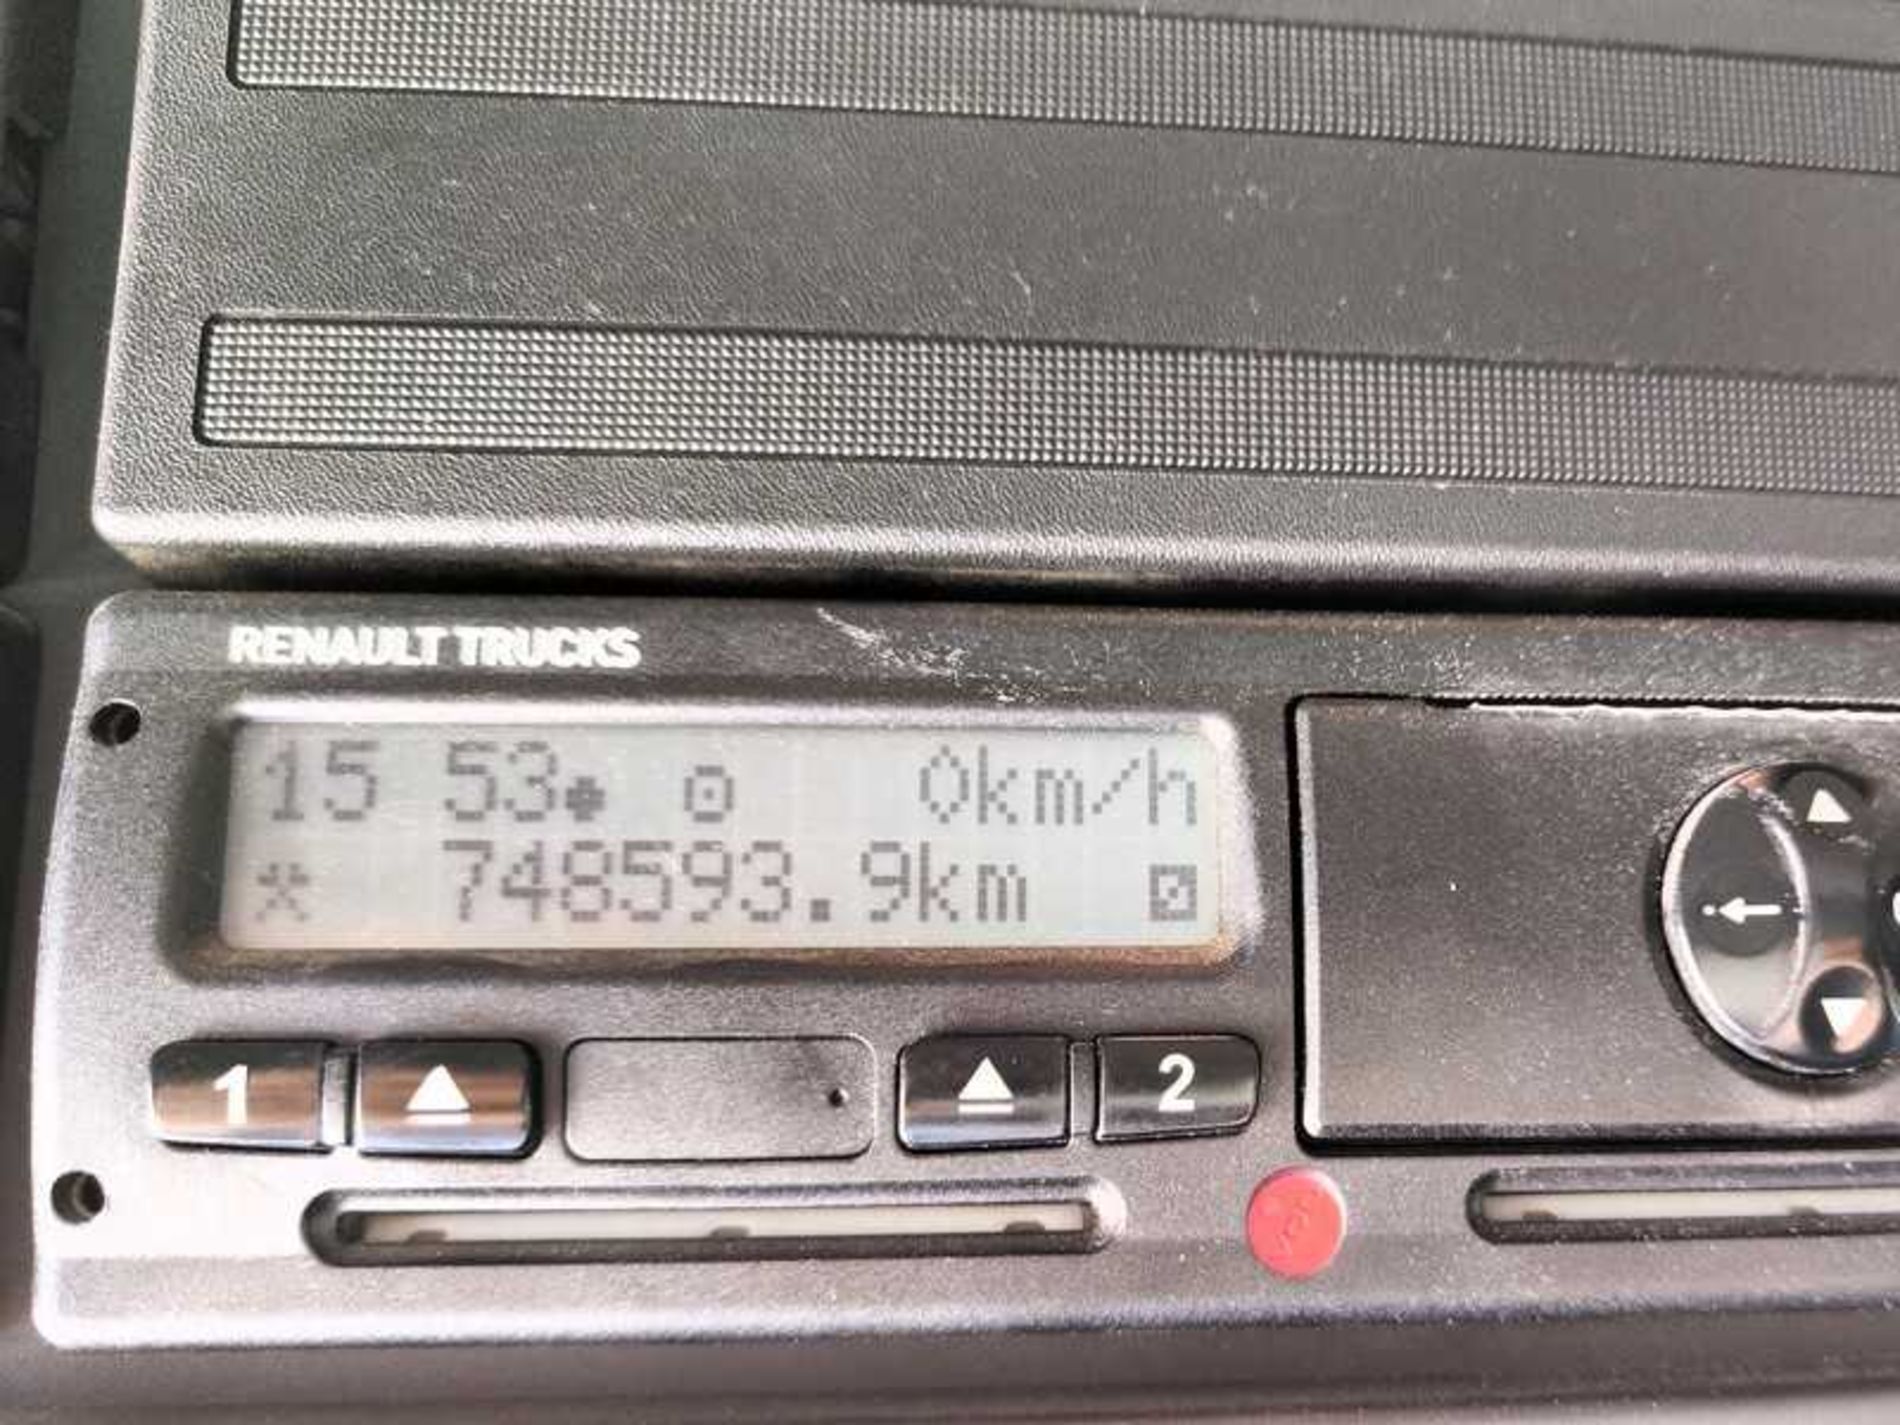 RENAULT TRUCKS
15 53 0km/h
748593.9km
1
2